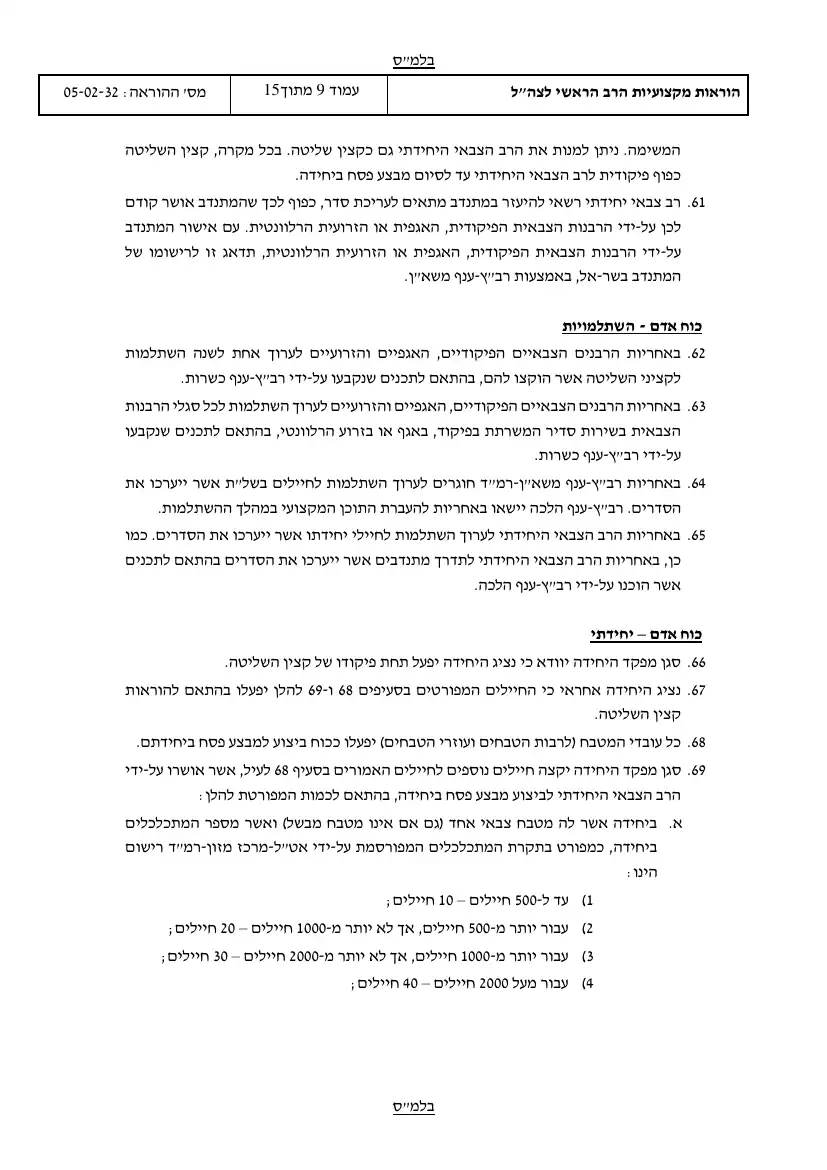 בלמ״ס
הוראות מקצועיות הרב הראשי לצה״ל
עמוד 9 מתוך15
מס׳ ההוראה: 05-02-32
המשימה. ניתן למנות את הרב הצבאי היחידתי גם כקצין שליטה. בכל מקרה, קצין השליטה
כפוף פיקודית לרב הצבאי היחידתי עד לסיום מבצע פסח ביחידה.
61. רב צבאי יחידתי רשאי להיעזר במתנדב מתאים לעריכת סדר, כפוף לכך שהמתנדב אושר קודם
לכן על-ידי הרבנות הצבאית הפיקודית, האגפית או הזרועית הרלוונטית. עם אישור המתנדב
על-ידי הרבנות הצבאית הפיקודית, האגפית או הזרועית הרלוונטית, תדאג זו לרישומו של
המתנדב בשר-אל, באמצעות רב״ץ-ענף משא״ן.
כוח אדם - השתלמויות
62. באחריות הרבנים הצבאיים הפיקודיים, האגפיים והזרועיים לערוך אחת לשנה השתלמות
לקציני השליטה אשר הוקצו להם, בהתאם לתכנים שנקבעו על-ידי רב״ץ-ענף כשרות.
63. באחריות הרבנים הצבאיים הפיקודיים, האגפיים והזרועיים לערוך השתלמות לכל סגלי הרבנות
הצבאית בשירות סדיר המשרתת בפיקוד, באגף או בזרוע הרלוונטי, בהתאם לתכנים שנקבעו
על-ידי רב״ץ-ענף כשרות.
64. באחריות רב״ץ-ענף משא״ן-רמ״ד חוגרים לערוך השתלמות לחיילים בשל״ת אשר ייערכו את
הסדרים. רב״ץ-ענף הלכה יישאו באחריות להעברת התוכן המקצועי במהלך ההשתלמות.
65. באחריות הרב הצבאי היחידתי לערוך השתלמות לחיילי יחידתו אשר ייערכו את הסדרים. כמו
כן, באחריות הרב הצבאי היחידתי לתדרך מתנדבים אשר ייערכו את הסדרים בהתאם לתכנים
אשר הוכנו על-ידי רב״ץ-ענף הלכה.
כוח אדם – יחידתי
66. סגן מפקד היחידה יוודא כי נציג היחידה יפעל תחת פיקודו של קצין השליטה.
67. נציג היחידה אחראי כי החיילים המפורטים בסעיפים 68 ו-69 להלן יפעלו בהתאם להוראות
קצין השליטה.
68. כל עובדי המטבח (לרבות הטבחים ועוזרי הטבחים) יפעלו ככוח ביצוע למבצע פסח ביחידתם.
69. סגן מפקד היחידה יקצה חיילים נוספים לחיילים האמורים בסעיף 68 לעיל, אשר אושרו על-ידי
הרב הצבאי היחידתי לביצוע מבצע פסח ביחידה, בהתאם לכמות המפורטת להלן:
א. ביחידה אשר לה מטבח צבאי אחד (גם אם אינו מטבח מבשל) ואשר מספר המתכלכלים
ביחידה, כמפורט בתקרת המתכלכלים המפורסמת על-ידי אט״ל-מרכז מזון-רמ״ד רישום
הינו:
1) עד ל-500 חיילים – 10 חיילים;
2) עבור יותר מ-500 חיילים, אך לא יותר מ-1000 חיילים – 20 חיילים;
3) עבור יותר מ-1000 חיילים, אך לא יותר מ-2000 חיילים – 30 חיילים;
4) עבור מעל 2000 חיילים – 40 חיילים;
בלמ״ס